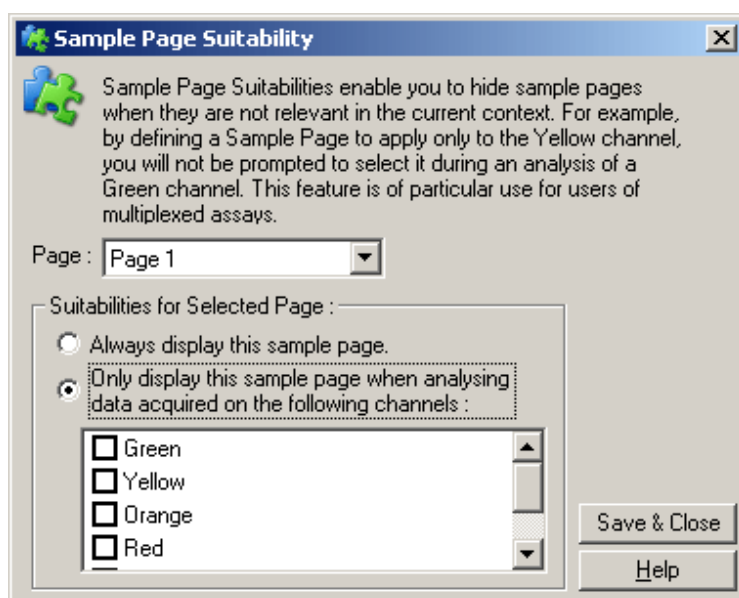 Sample Page Suitability
Sample Page Suitabilities enable you to hide sample pages
when they are not relevant in the current context. For example,
by defining a Sample Page to apply only to the Yellow channel,
you will not be prompted to select it during an analysis of a
Green channel. This feature is of particular use for users of
multiplexed assays.
Page : Page 1
Suitabilities for Selected Page :
Always display this sample page.
Only display this sample page when analysing
data acquired on the following channels :
Green
Yellow
Orange
Red
Save & Close
Help